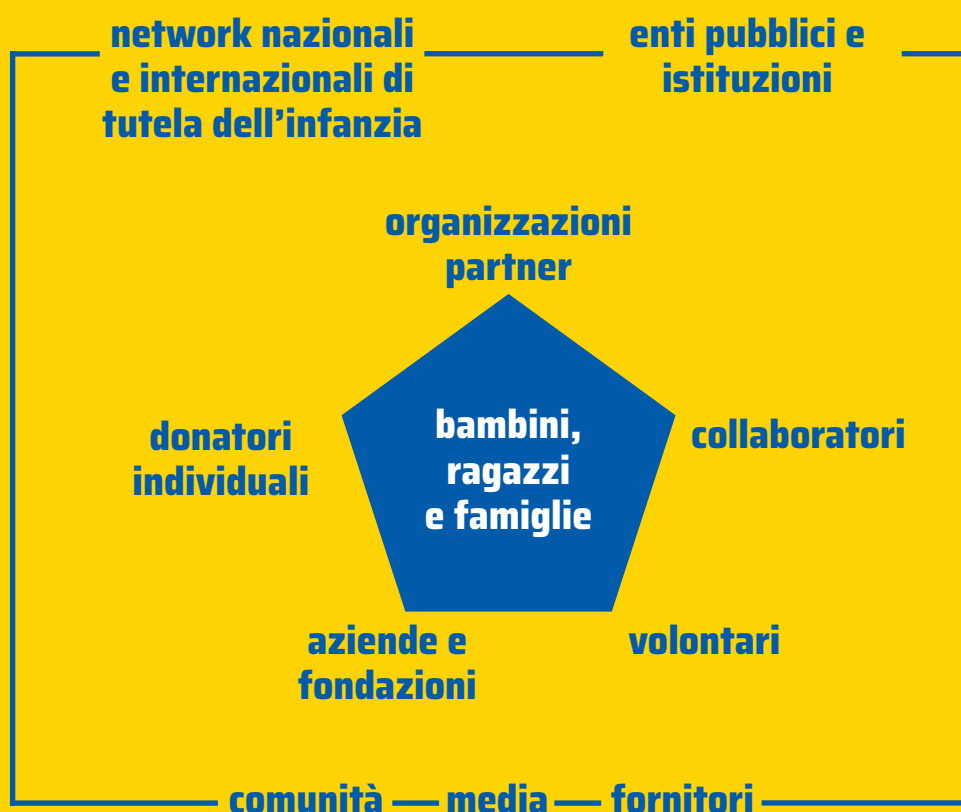 network nazionali
e internazionali di
tutela dell'infanzia
enti pubblici e
istituzioni
organizzazioni
partner
donatori
individuali
bambini,
ragazzi
e famiglie
collaboratori
aziende e
fondazioni
volontari
comunità
media
fornitori